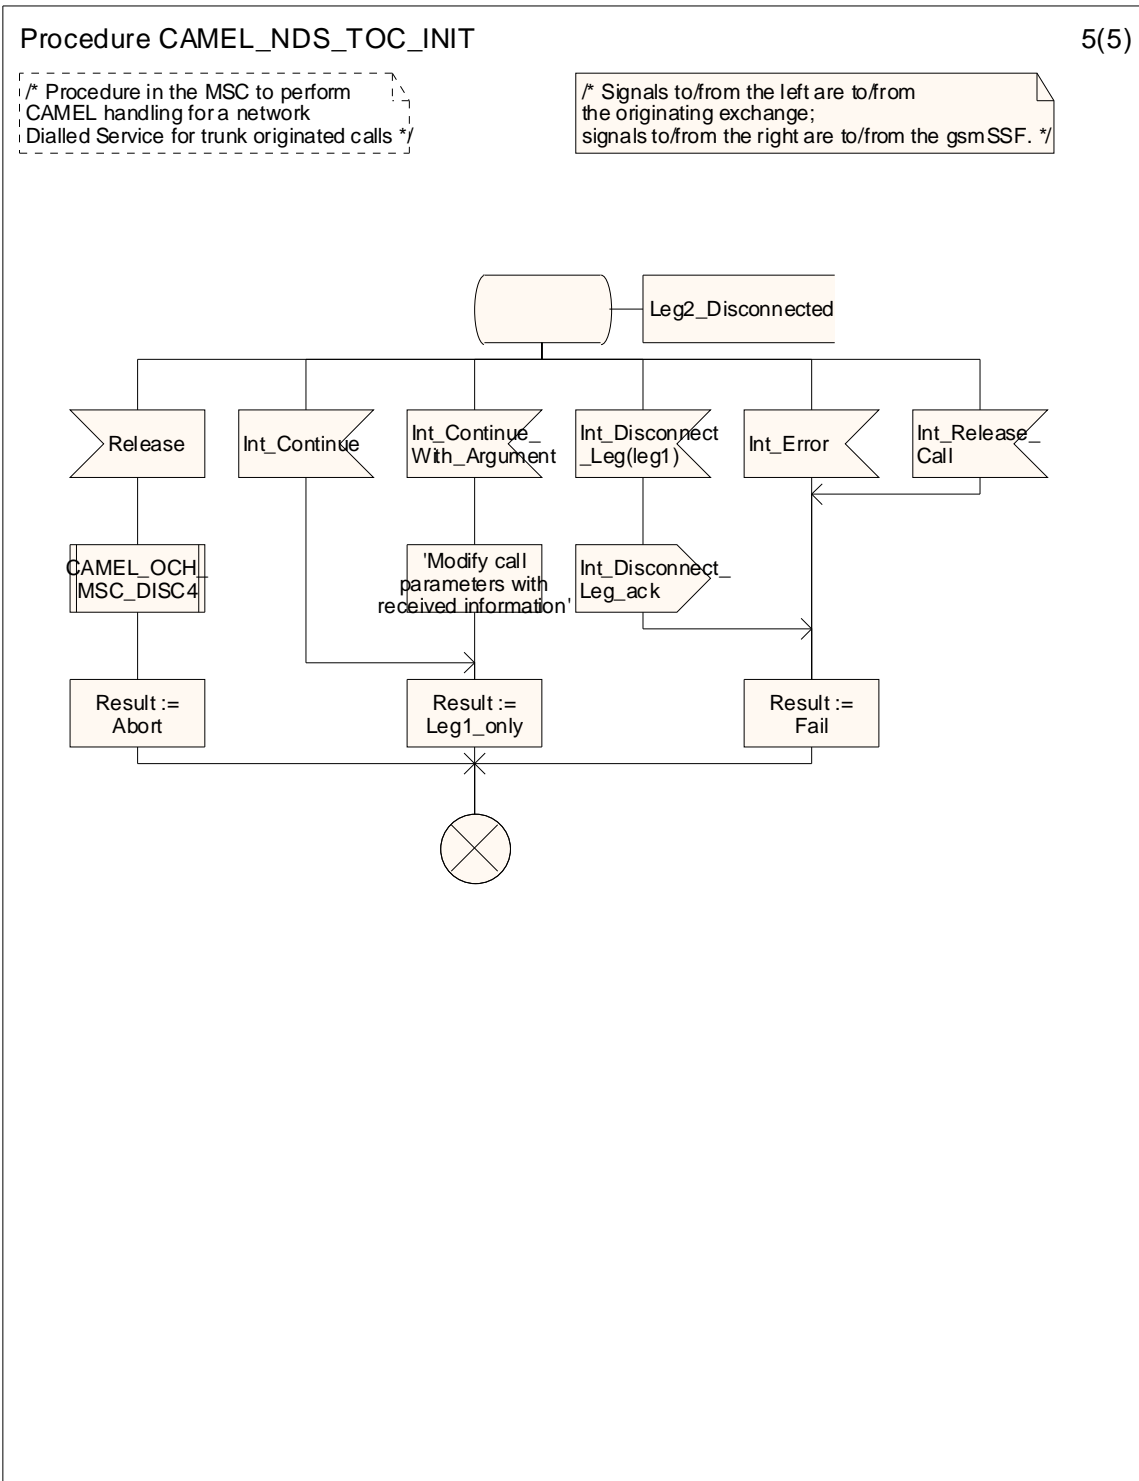 Procedure CAMEL_NDS_TOC_INIT
5(5)
/* Procedure in the MSC to perform
CAMEL handling for a network
Dialled Service for trunk originated calls */
/* Signals to/from the left are to/from
the originating exchange;
signals to/from the right are to/from the gsmSSF. */
Leg2_Disconnected
Release
Int_Continue
Int_Continue_
With_Argument
Int_Disconnect
_Leg(leg1)
Int_Error
Int_Release_
Call
CAMEL_OCH_
MSC_DISC4
'Modify call
parameters with
received information'
Int_Disconnect_
Leg_ack
Result :=
Abort
Result :=
Leg1_only
Result :=
Fail